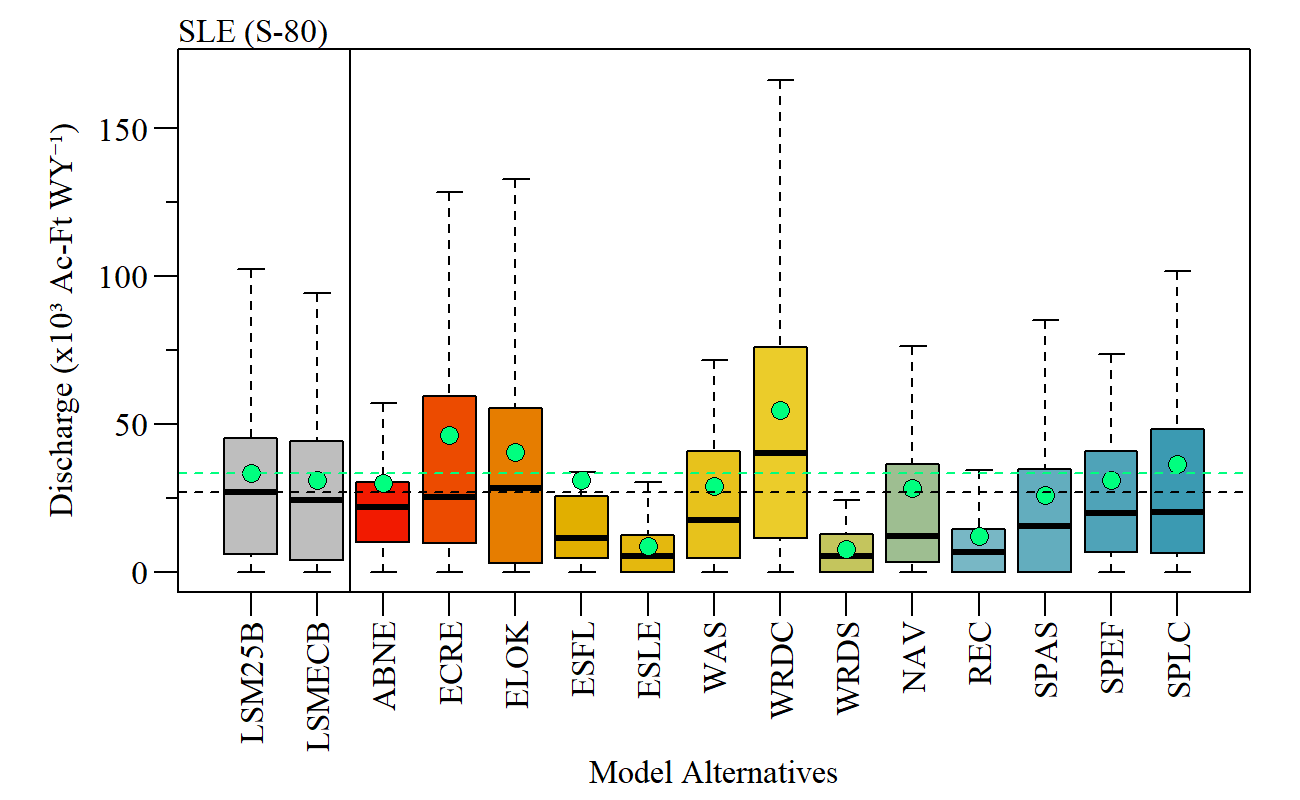 SLE (S-80)
Discharge (x10³ Ac-Ft WY⁻¹)
150
100
50
0
LSM25B
LSMECB
ABNE
ECRE
ELOK
ESFL
ESLE
WAS
WRDC
WRDS
NAV
REC
SPAS
SPEF
SPLC
Model Alternatives